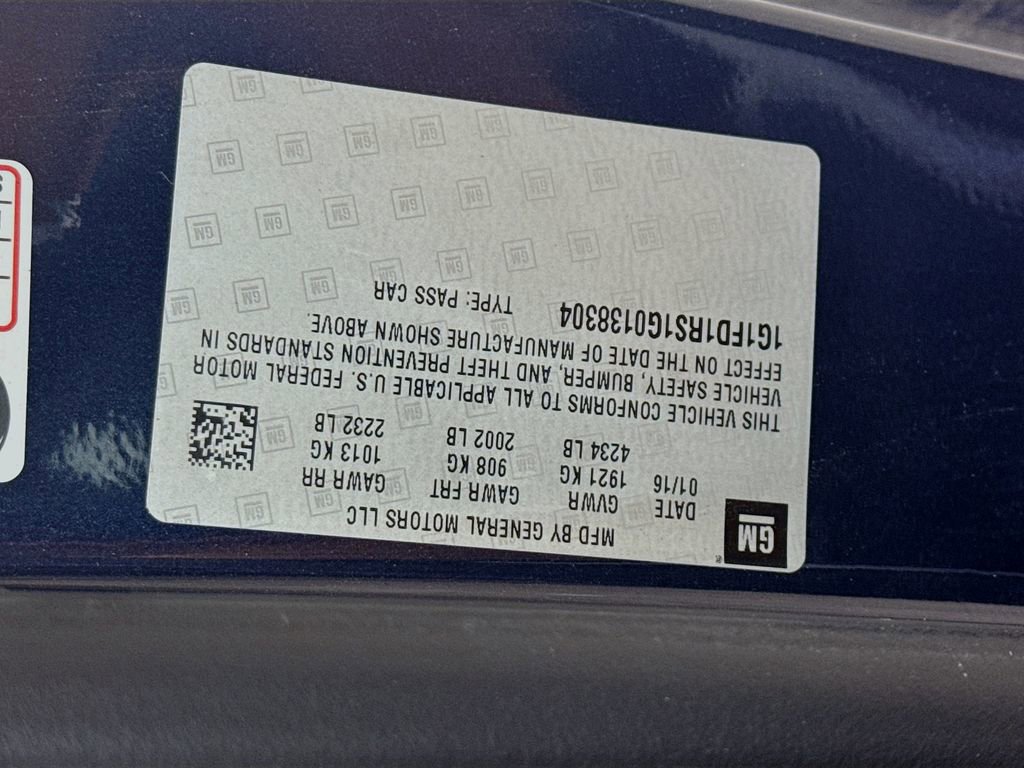 GM
MFD BY GENERAL MOTORS LLC
DATE GVWR GAWR FRT GAWR RR
01/16 1921 KG 908 KG 1013 KG
4234 LB 2002 LB 2232 LB
THIS VEHICLE CONFORMS TO ALL APPLICABLE U.S. FEDERAL MOTOR
VEHICLE SAFETY, BUMPER, AND THEFT PREVENTION STANDARDS IN
EFFECT ON THE DATE OF MANUFACTURE SHOWN ABOVE.
1G1FD1RS1G0138304 TYPE: PASS CAR